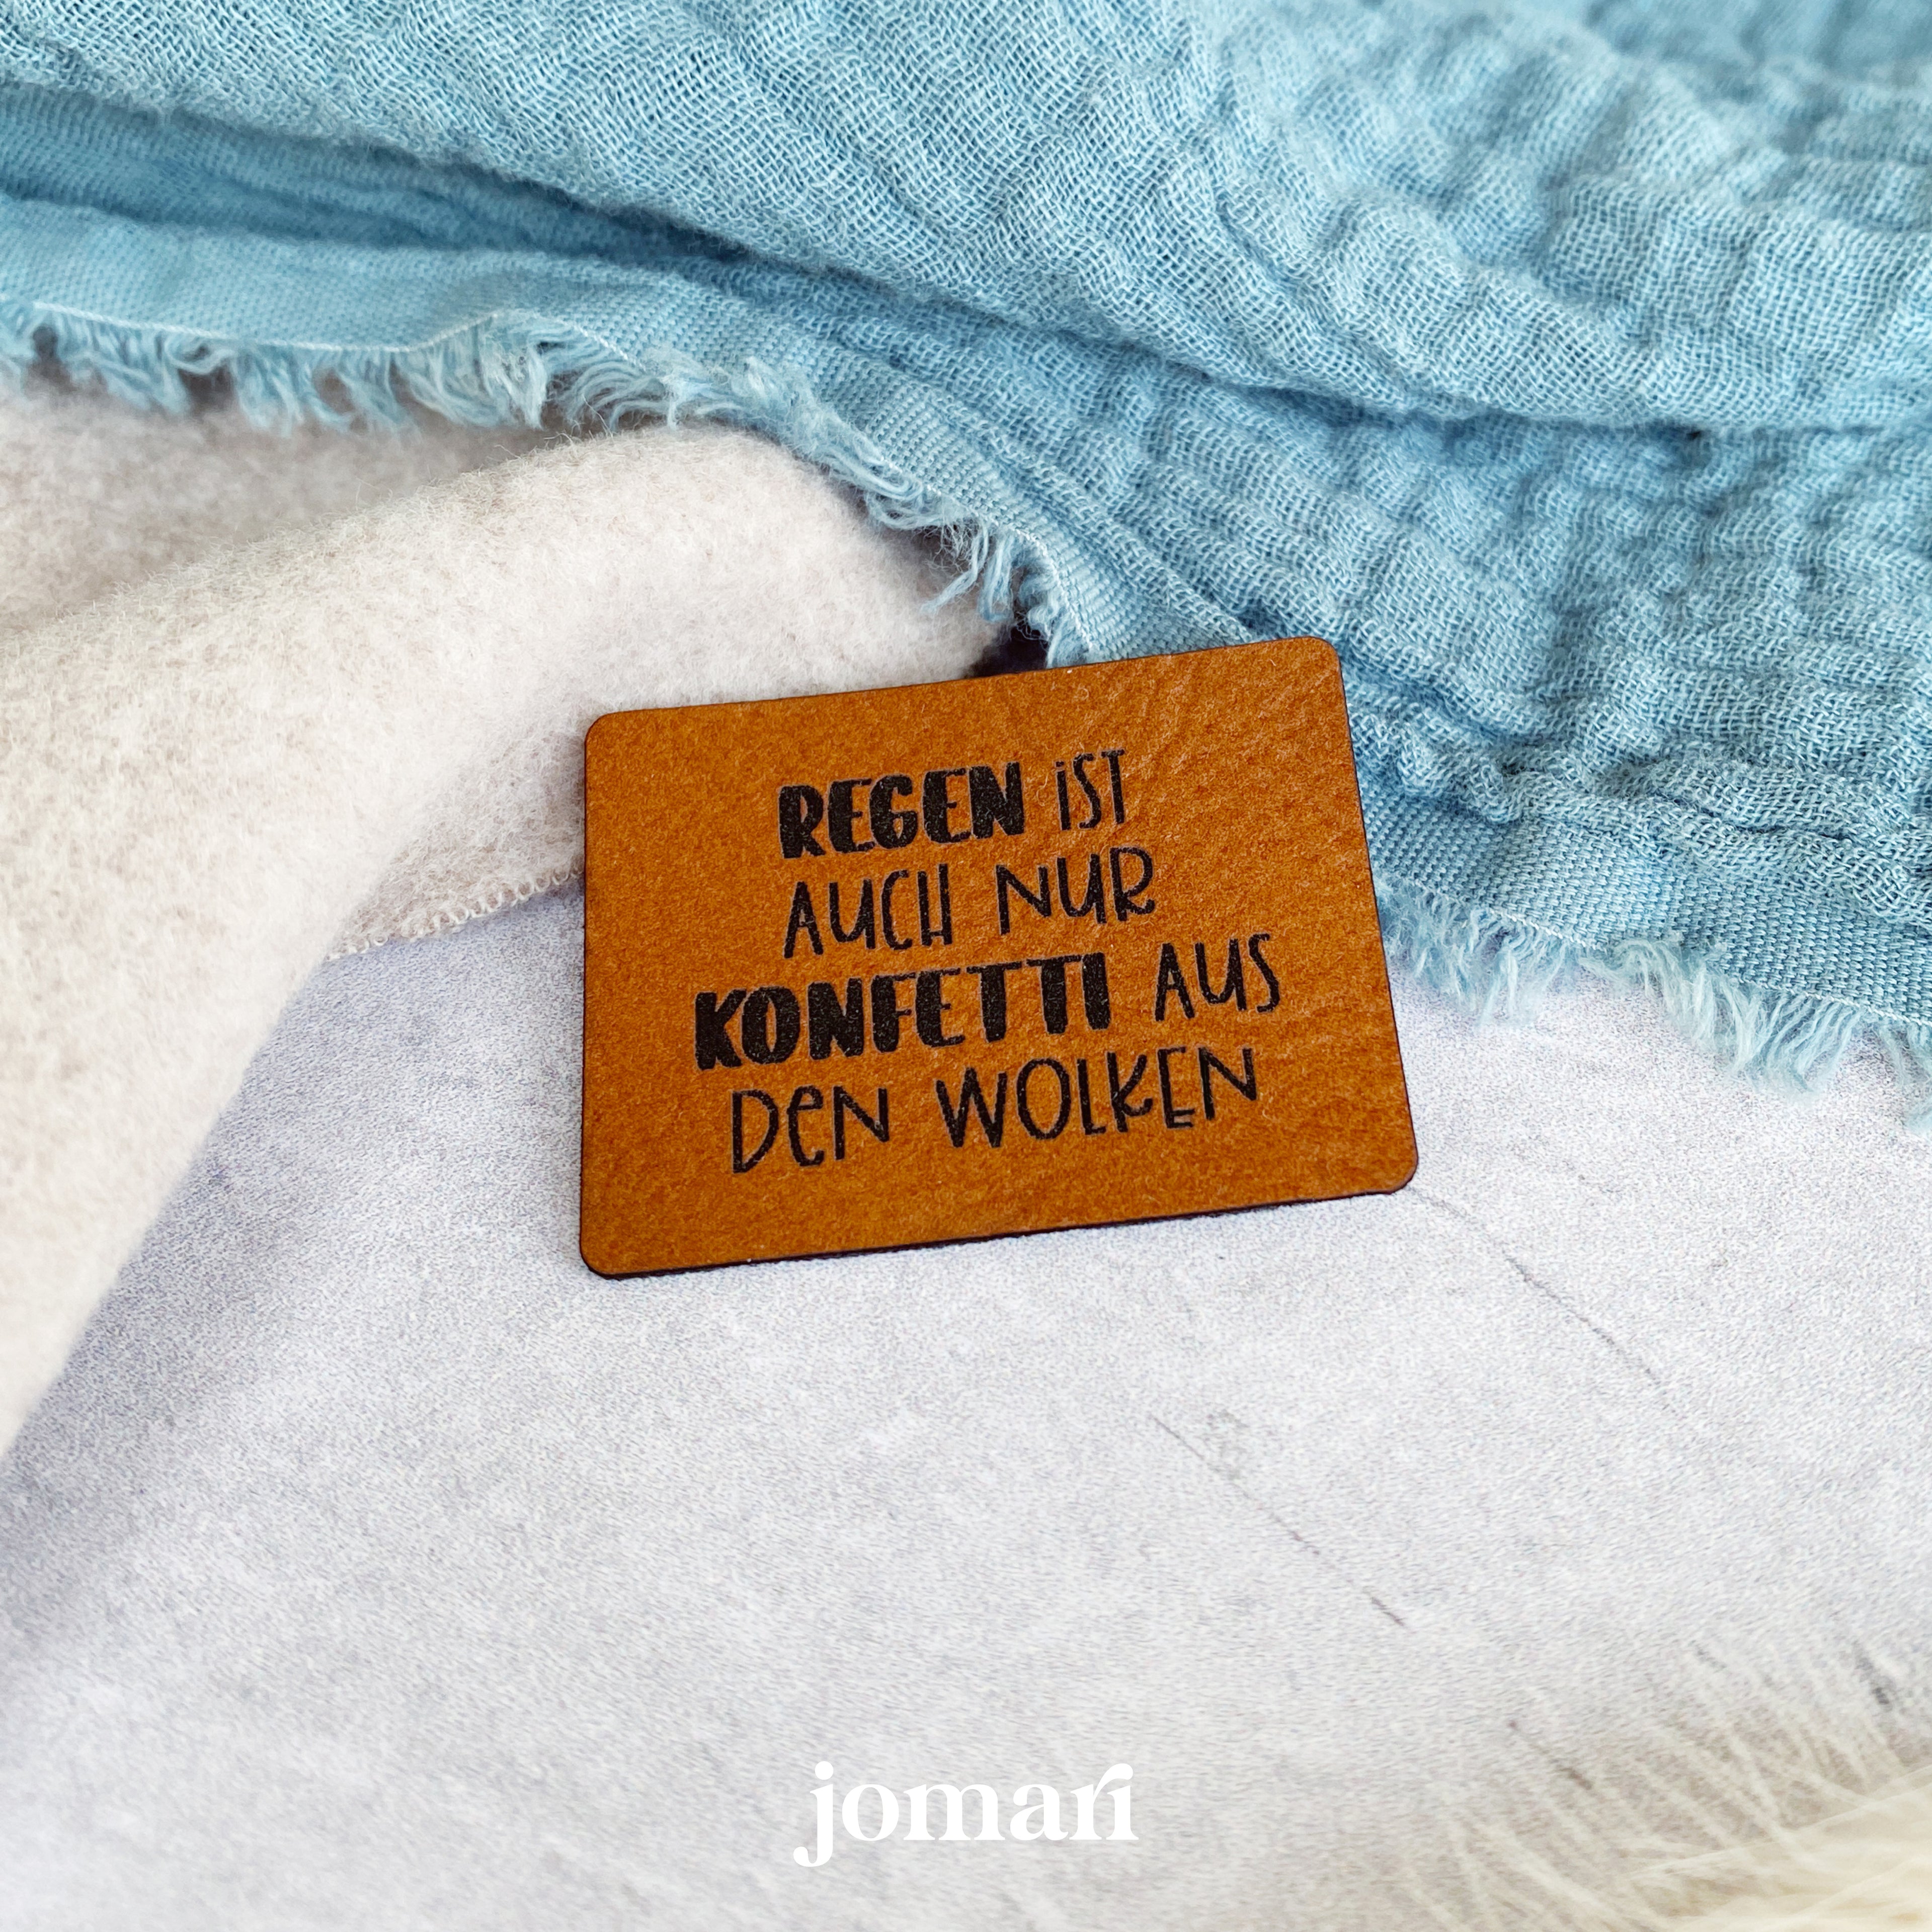 REGEN iST
AUCH NUR
KONFETTI AUS
DeN WOLKEN
jomari